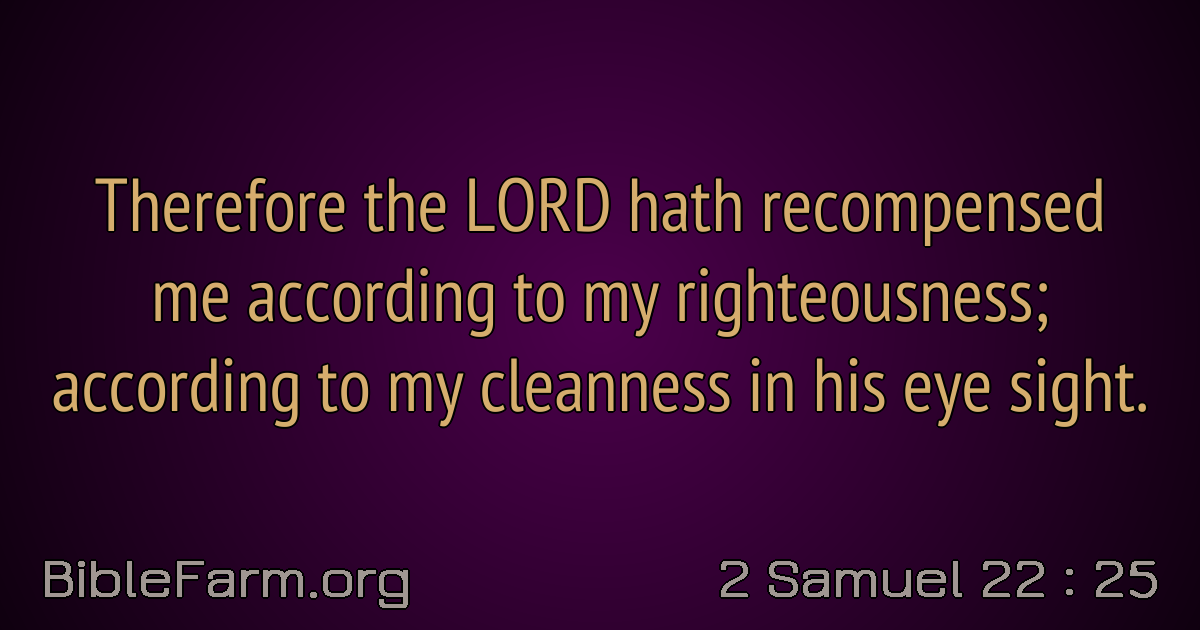 Therefore the LORD hath recompensed
me according to my righteousness;
according to my cleanness in his eye sight.
BibleFarm.org
2 Samuel 22 : 25